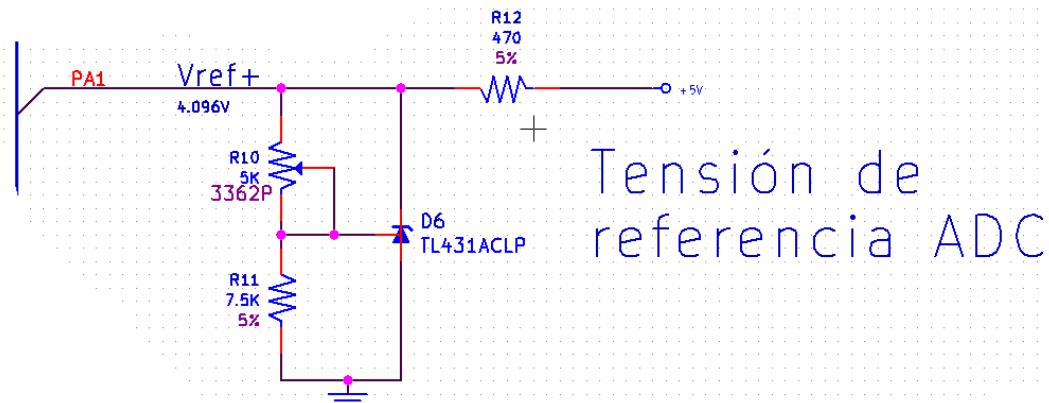 R12
470
5%
PA1
Vref+
4.096V
+5V
R10
5K
3362P
Tensión de
referencia ADC
D6
TL431ACLP
R11
7.5K
5%